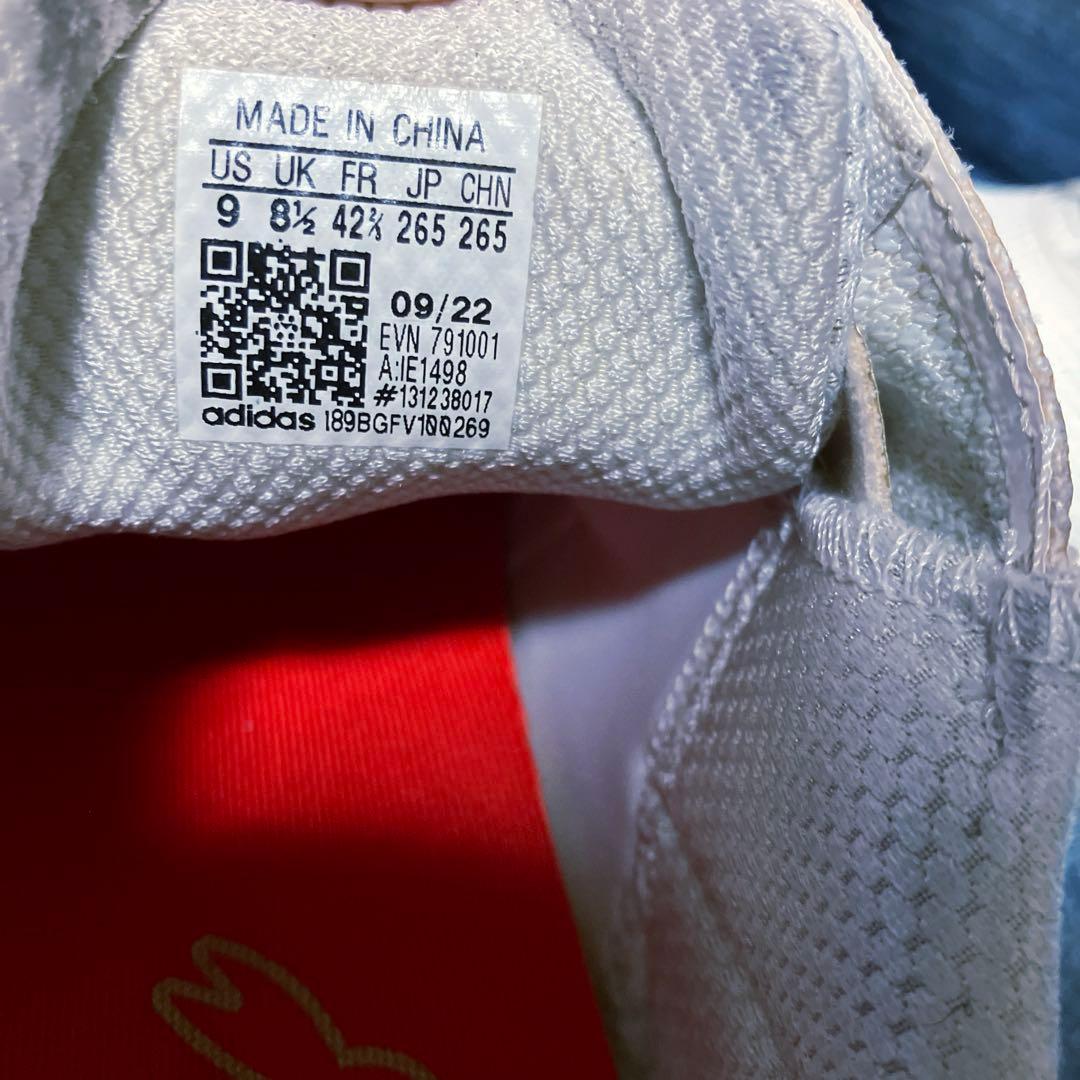 MADE IN CHINA
US UK FR JP CHN
9 8½ 42⅔ 265 265
09/22
EVN 791001
A:IE1498
#131238017
adidas 189BGFV100269